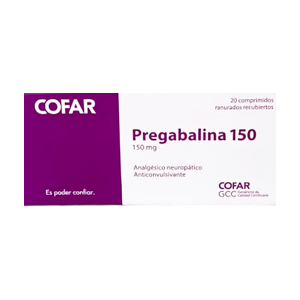 COFAR
20 comprimidos
ranurados recubiertos
Pregabalina 150
150 mg
Analgésico neuropático
Anticonvulsivante
Es poder confiar.
COFAR
GCC